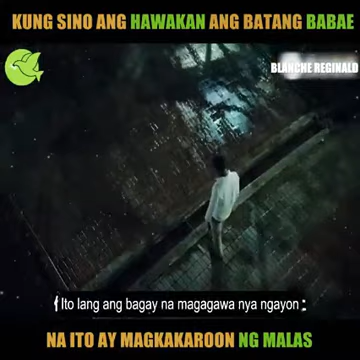 KUNG SINO ANG HAWAKAN ANG BATANG BABAE
BLANCHE REGINALD
Ito lang ang bagay na magagawa nya ngayon :
NA ITO AY MAGKAKAROON NG MALAS